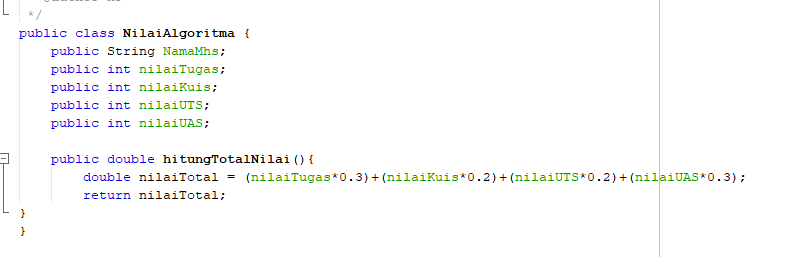 */
public class NilaiAlgoritma {
public String NamaMhs;
public int nilaiTugas;
public int nilaiKuis;
public int nilaiUTS;
public int nilaiUAS;
public double hitungTotalNilai(){
double nilaiTotal = (nilaiTugas*0.3)+(nilaiKuis*0.2)+(nilaiUTS*0.2)+(nilaiUAS*0.3);
return nilaiTotal;
}
}